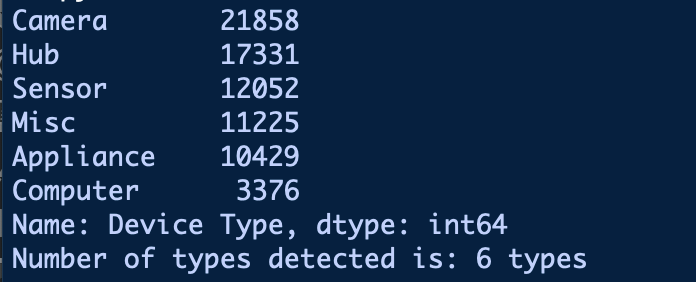 Camera 21858
Hub 17331
Sensor 12052
Misc 11225
Appliance 10429
Computer 3376
Name: Device Type, dtype: int64
Number of types detected is: 6 types